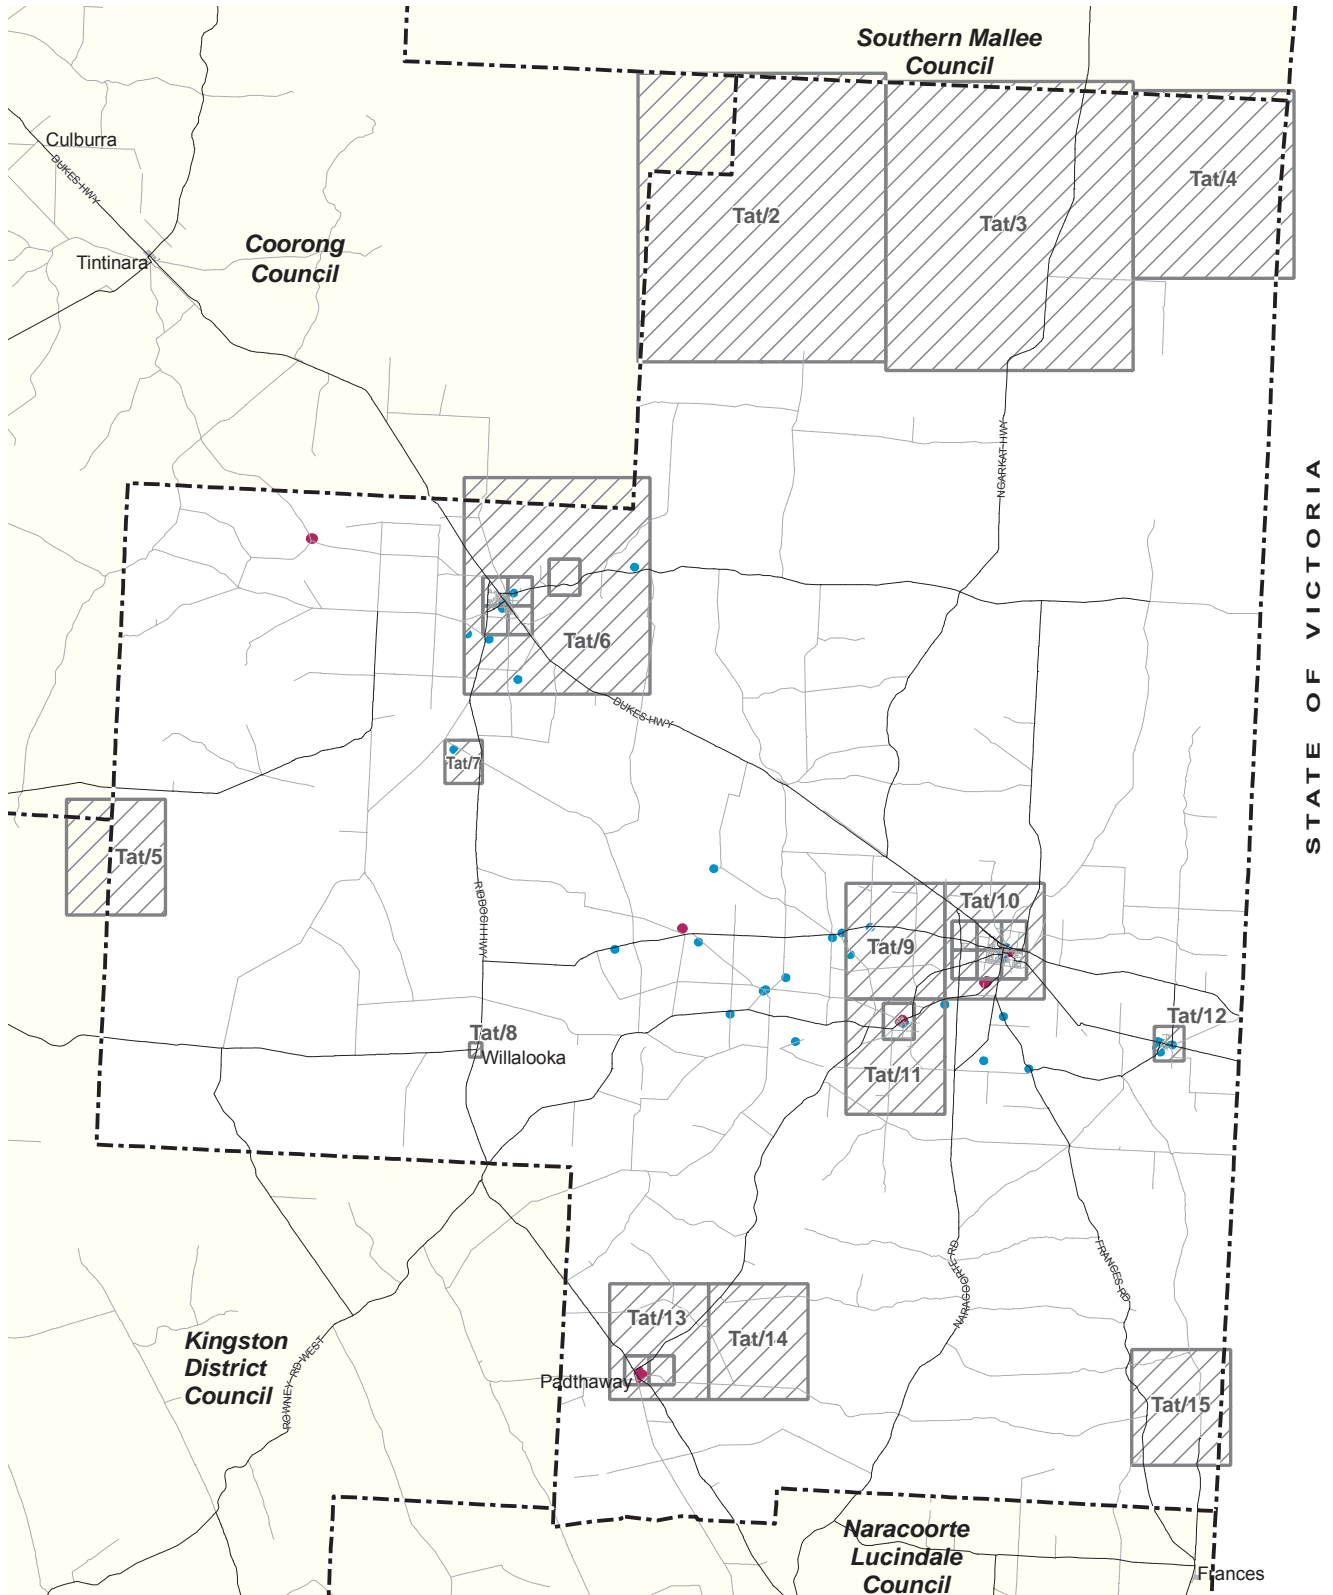 Southern Mallee
Council
Culburra
DUKES HWY
Tat/4
Tat/2
Tat/3
Coorong
Council
Tintinara
NGARKAT HWY
STATE OF VICTORIA
Tat/6
DUKES HWY
Tat/7
Tat/5
RIDDOCH HWY
Tat/10
Tat/9
Tat/12
Tat/8
Willalooka
Tat/11
NARACOORTE RD
FRANCES RD
Tat/13
Tat/14
Kingston
District
Council
ROWNEY RD WEST
Padthaway
Tat/15
Naracoorte
Lucindale
Council
Frances